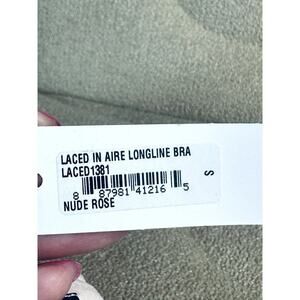 LACED IN AIRE LONGLINE BRA
LACED1381
8 87981 41216 5
S
NUDE ROSE